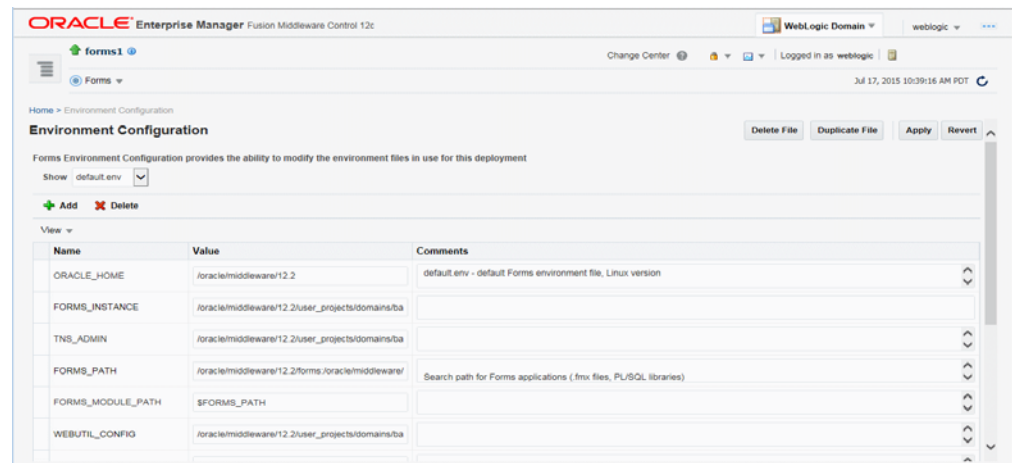 ORACLE Enterprise Manager Fusion Middleware Control 12c
WebLogic Domain
weblogic
forms1
Change Center
Logged in as weblogic
Forms
Jul 17, 2015 10:39:16 AM PDT
Home > Environment Configuration
Environment Configuration
Delete File Duplicate File Apply Revert
Forms Environment Configuration provides the ability to modify the environment files in use for this deployment
Show default.env
Add Delete
View
Name Value Comments
ORACLE_HOME /oracle/middleware/12.2 default.env - default Forms environment file, Linux version
FORMS_INSTANCE /oracle/middleware/12.2/user_projects/domains/ba
TNS_ADMIN /oracle/middleware/12.2/user_projects/domains/ba
FORMS_PATH /oracle/middleware/12.2/forms:/oracle/middleware/ Search path for Forms applications (.fmx files, PL/SQL libraries)
FORMS_MODULE_PATH $FORMS_PATH
WEBUTIL_CONFIG /oracle/middleware/12.2/user_projects/domains/ba